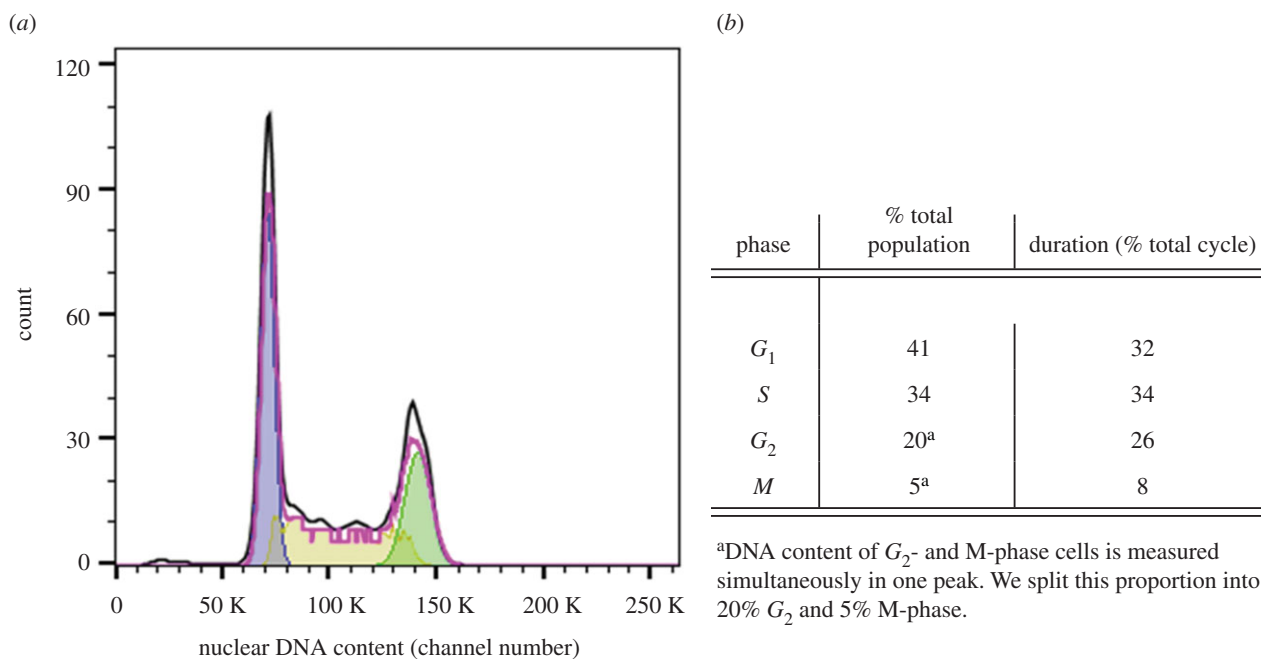 (a)
120
90
60
30
0
count
0 50 K 100 K 150 K 200 K 250 K
nuclear DNA content (channel number)
(b)
% total
phase population duration (% total cycle)
G1 41 32
S 34 34
G2 20a 26
M 5a 8
aDNA content of G2- and M-phase cells is measured
simultaneously in one peak. We split this proportion into
20% G2 and 5% M-phase.